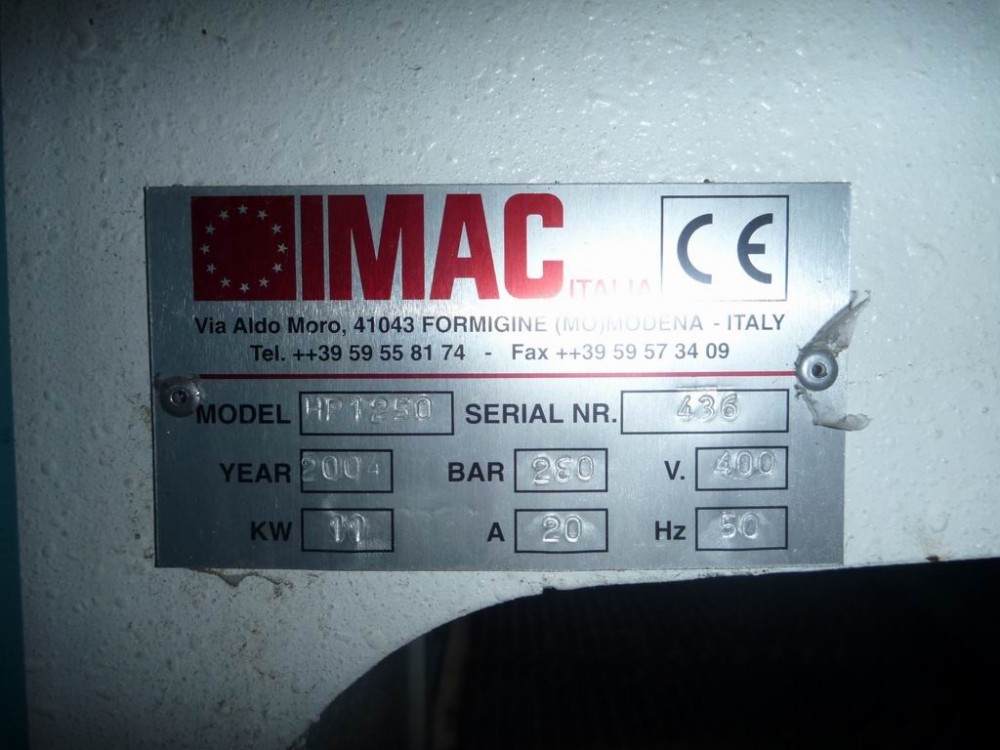 IMAC ITALIA CE
Via Aldo Moro, 41043 FORMIGINE (MO)MODENA - ITALY
Tel. ++39 59 55 81 74 - Fax ++39 59 57 34 09
MODEL HP1250 SERIAL NR. 436
YEAR 2004 BAR 280 V. 400
KW 11 A 20 Hz 50